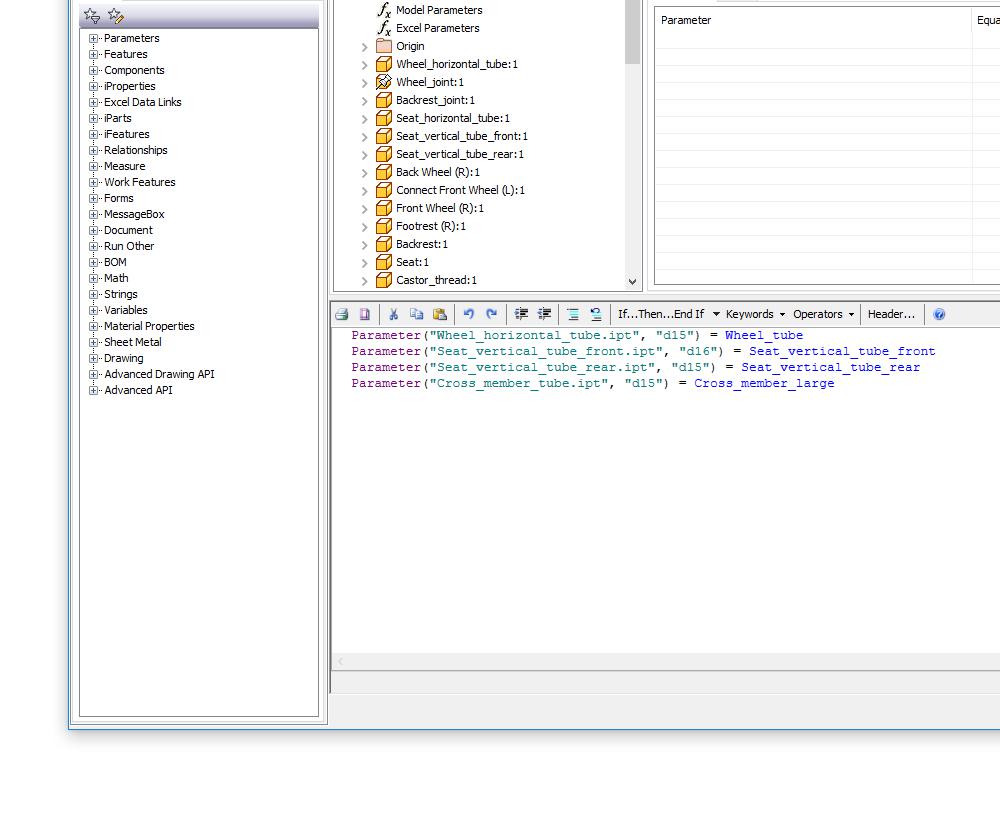 Parameters
Features
Components
iProperties
Excel Data Links
iParts
iFeatures
Relationships
Measure
Work Features
Forms
MessageBox
Document
Run Other
BOM
Math
Strings
Variables
Material Properties
Sheet Metal
Drawing
Advanced Drawing API
Advanced API
fx Model Parameters
fx Excel Parameters
Origin
Wheel_horizontal_tube:1
Wheel_joint:1
Backrest_joint:1
Seat_horizontal_tube:1
Seat_vertical_tube_front:1
Seat_vertical_tube_rear:1
Back Wheel (R):1
Connect Front Wheel (L):1
Front Wheel (R):1
Footrest (R):1
Backrest:1
Seat:1
Castor_thread:1
Parameter Equa
If...Then...End If Keywords Operators Header...
Parameter("Wheel_horizontal_tube.ipt", "d15") = Wheel_tube
Parameter("Seat_vertical_tube_front.ipt", "d16") = Seat_vertical_tube_front
Parameter("Seat_vertical_tube_rear.ipt", "d15") = Seat_vertical_tube_rear
Parameter("Cross_member_tube.ipt", "d15") = Cross_member_large